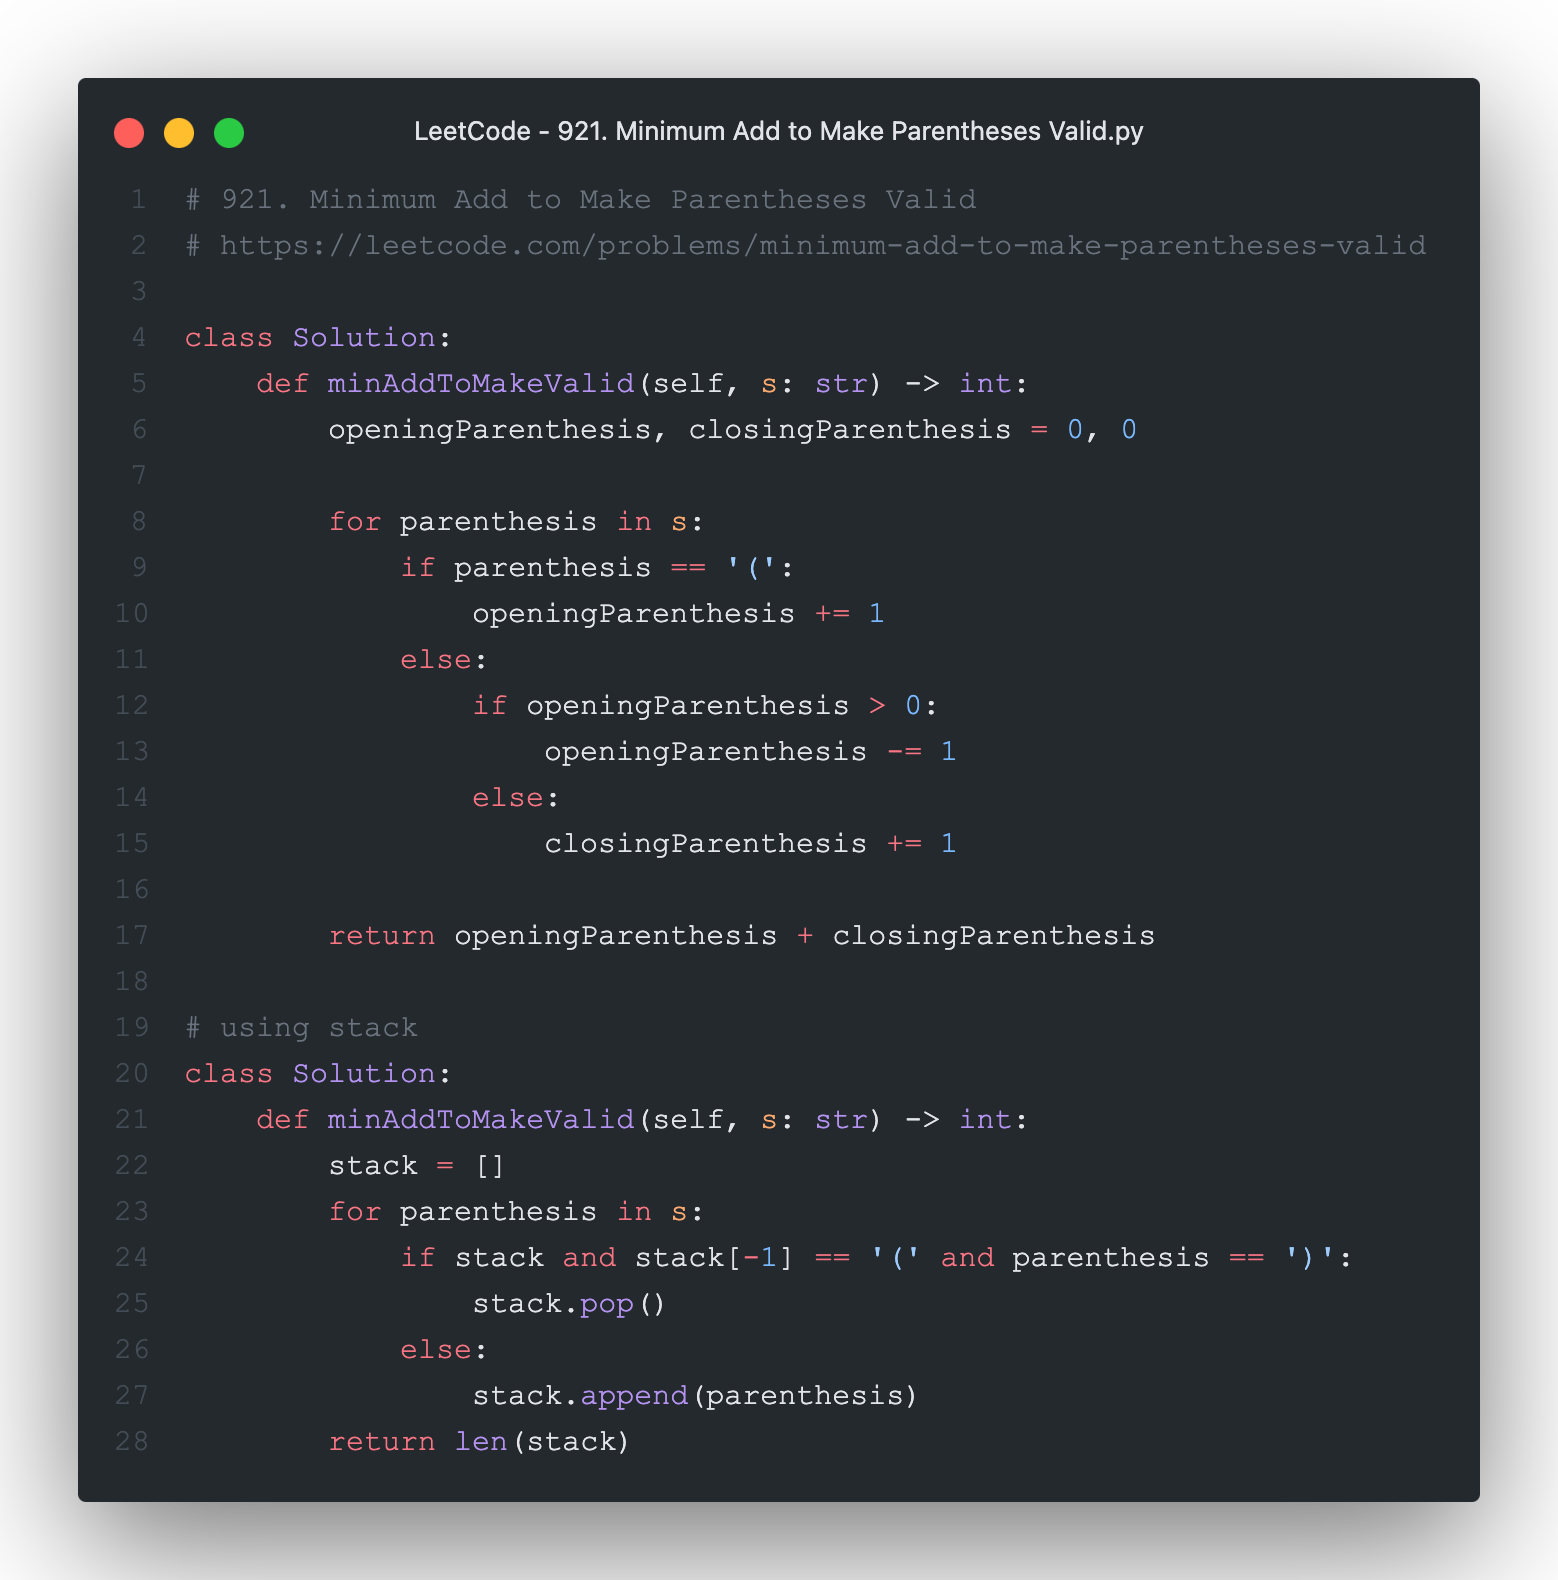 LeetCode - 921. Minimum Add to Make Parentheses Valid.py
1 # 921. Minimum Add to Make Parentheses Valid
2 # https://leetcode.com/problems/minimum-add-to-make-parentheses-valid
3
4 class Solution:
5     def minAddToMakeValid(self, s: str) -> int:
6         openingParenthesis, closingParenthesis = 0, 0
7
8         for parenthesis in s:
9             if parenthesis == '(':
10                 openingParenthesis += 1
11             else:
12                 if openingParenthesis > 0:
13                     openingParenthesis -= 1
14                 else:
15                     closingParenthesis += 1
16
17         return openingParenthesis + closingParenthesis
18
19 # using stack
20 class Solution:
21     def minAddToMakeValid(self, s: str) -> int:
22         stack = []
23         for parenthesis in s:
24             if stack and stack[-1] == '(' and parenthesis == ')':
25                 stack.pop()
26             else:
27                 stack.append(parenthesis)
28         return len(stack)